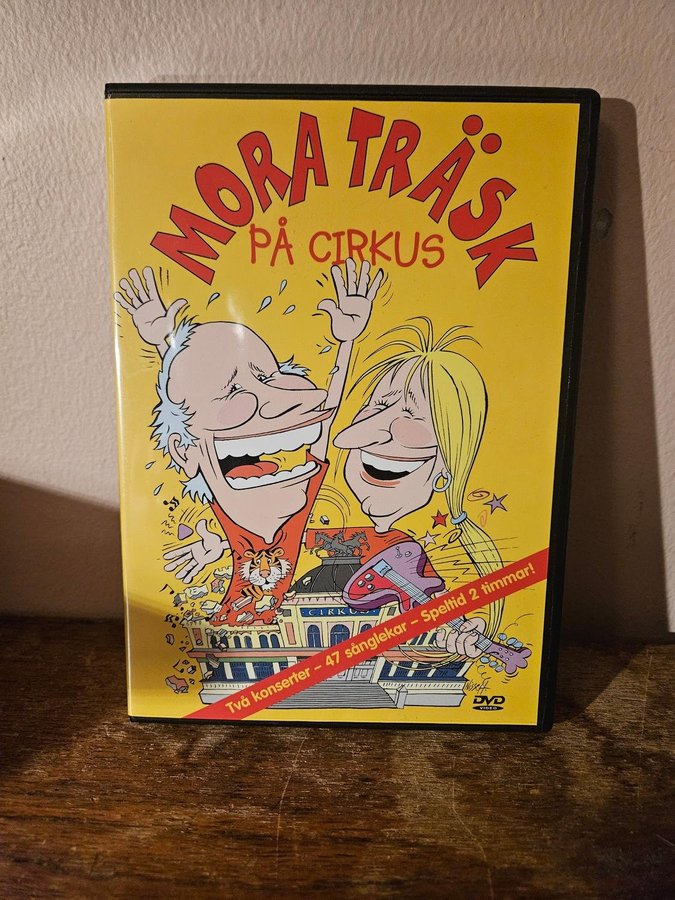 MORA TRÄSK
PÅ CIRKUS
CIRKUS
Två konserter – 47 sånglekar – Speltid 2 timmar!
DVD
VIDEO